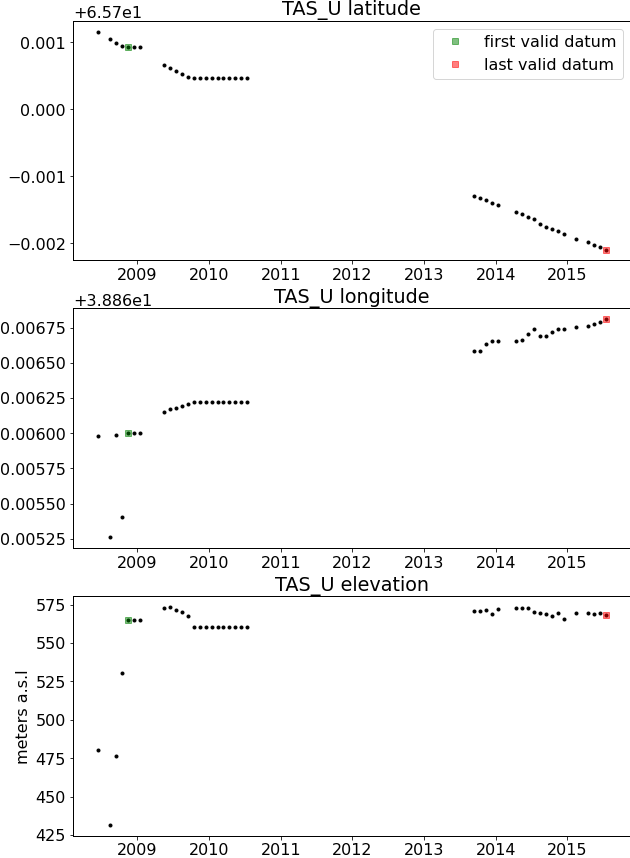 TAS_U latitude
+6.57e1
first valid datum
last valid datum
0.001
0.000
−0.001
−0.002
2009 2010 2011 2012 2013 2014 2015
TAS_U longitude
+3.886e1
0.00675
0.00650
0.00625
0.00600
0.00575
0.00550
0.00525
2009 2010 2011 2012 2013 2014 2015
TAS_U elevation
meters a.s.l
575
550
525
500
475
450
425
2009 2010 2011 2012 2013 2014 2015